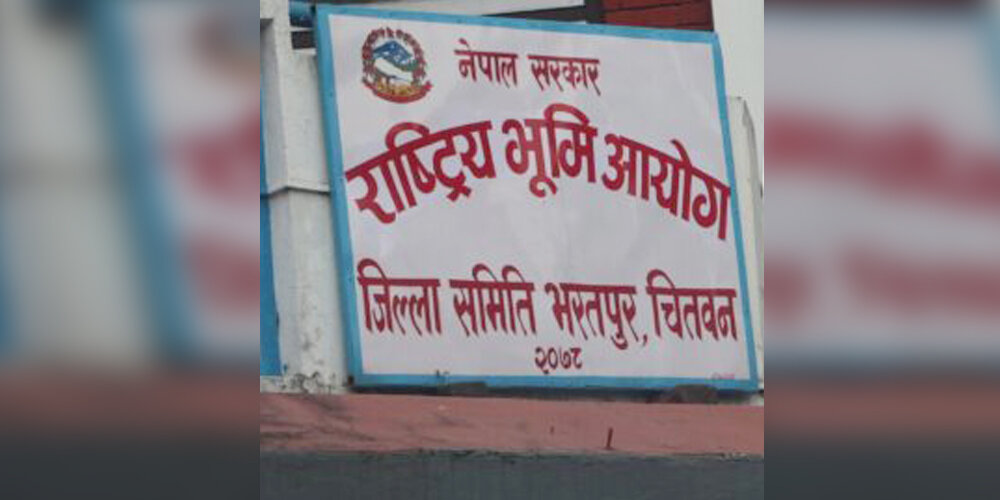 नेपाल सरकार
राष्ट्रिय भूमि आयोग
जिल्ला समिति भरतपुर, चितवन
२०७८